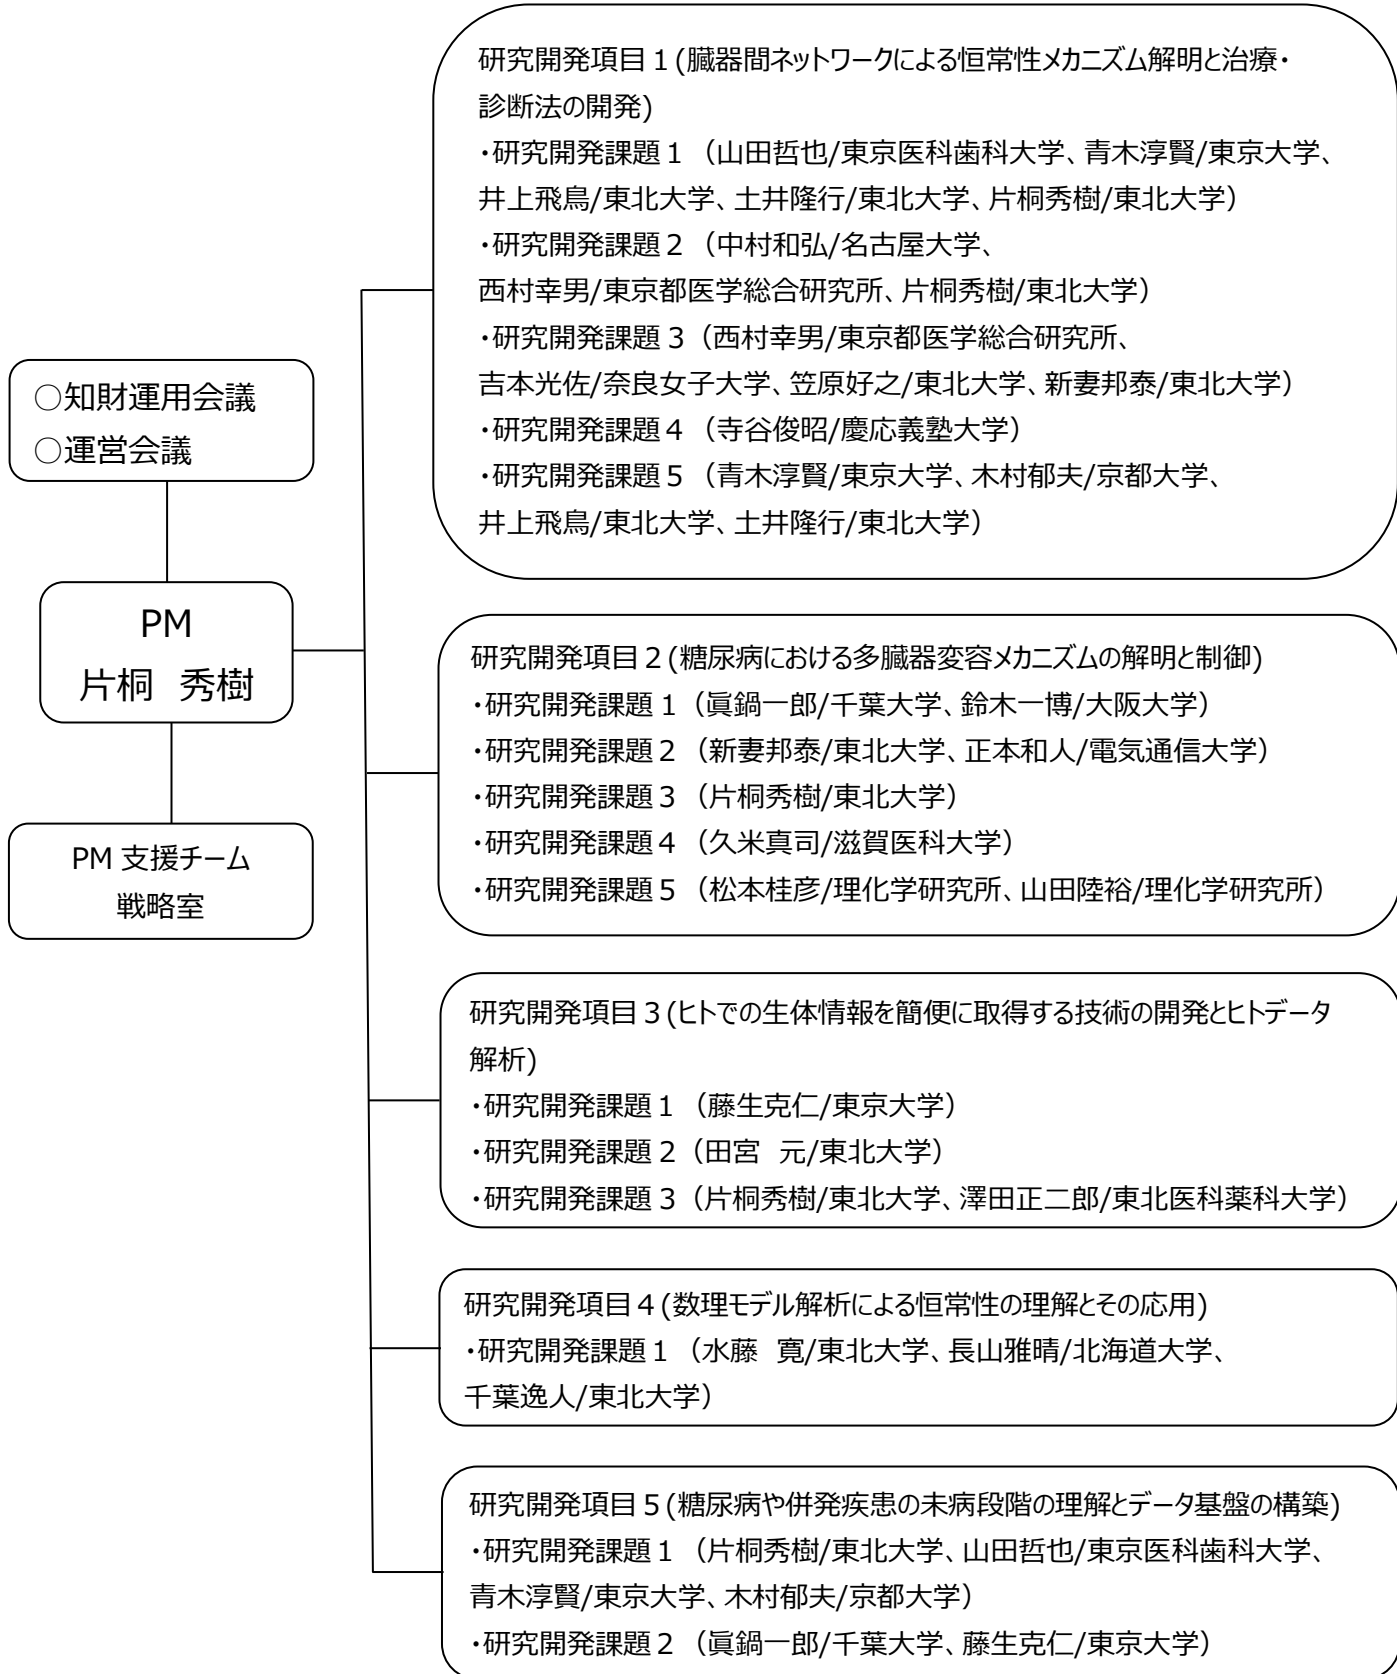 ○知財運用会議
○運営会議
PM
片桐　秀樹
PM 支援チーム
戦略室
研究開発項目１(臓器間ネットワークによる恒常性メカニズム解明と治療・
診断法の開発)
・研究開発課題１（山田哲也/東京医科歯科大学、青木淳賢/東京大学、
井上飛鳥/東北大学、土井隆行/東北大学、片桐秀樹/東北大学）
・研究開発課題２（中村和弘/名古屋大学、
西村幸男/東京都医学総合研究所、片桐秀樹/東北大学）
・研究開発課題３（西村幸男/東京都医学総合研究所、
吉本光佐/奈良女子大学、笠原好之/東北大学、新妻邦泰/東北大学）
・研究開発課題４（寺谷俊昭/慶応義塾大学）
・研究開発課題５（青木淳賢/東京大学、木村郁夫/京都大学、
井上飛鳥/東北大学、土井隆行/東北大学）
研究開発項目２(糖尿病における多臓器変容メカニズムの解明と制御)
・研究開発課題１（眞鍋一郎/千葉大学、鈴木一博/大阪大学）
・研究開発課題２（新妻邦泰/東北大学、正本和人/電気通信大学）
・研究開発課題３（片桐秀樹/東北大学）
・研究開発課題４（久米真司/滋賀医科大学）
・研究開発課題５（松本桂彦/理化学研究所、山田陸裕/理化学研究所）
研究開発項目３(ヒトでの生体情報を簡便に取得する技術の開発とヒトデータ
解析)
・研究開発課題１（藤生克仁/東京大学）
・研究開発課題２（田宮　元/東北大学）
・研究開発課題３（片桐秀樹/東北大学、澤田正二郎/東北医科薬科大学）
研究開発項目４(数理モデル解析による恒常性の理解とその応用)
・研究開発課題１（水藤　寛/東北大学、長山雅晴/北海道大学、
千葉逸人/東北大学）
研究開発項目５(糖尿病や併発疾患の未病段階の理解とデータ基盤の構築)
・研究開発課題１（片桐秀樹/東北大学、山田哲也/東京医科歯科大学、
青木淳賢/東京大学、木村郁夫/京都大学）
・研究開発課題２（眞鍋一郎/千葉大学、藤生克仁/東京大学）